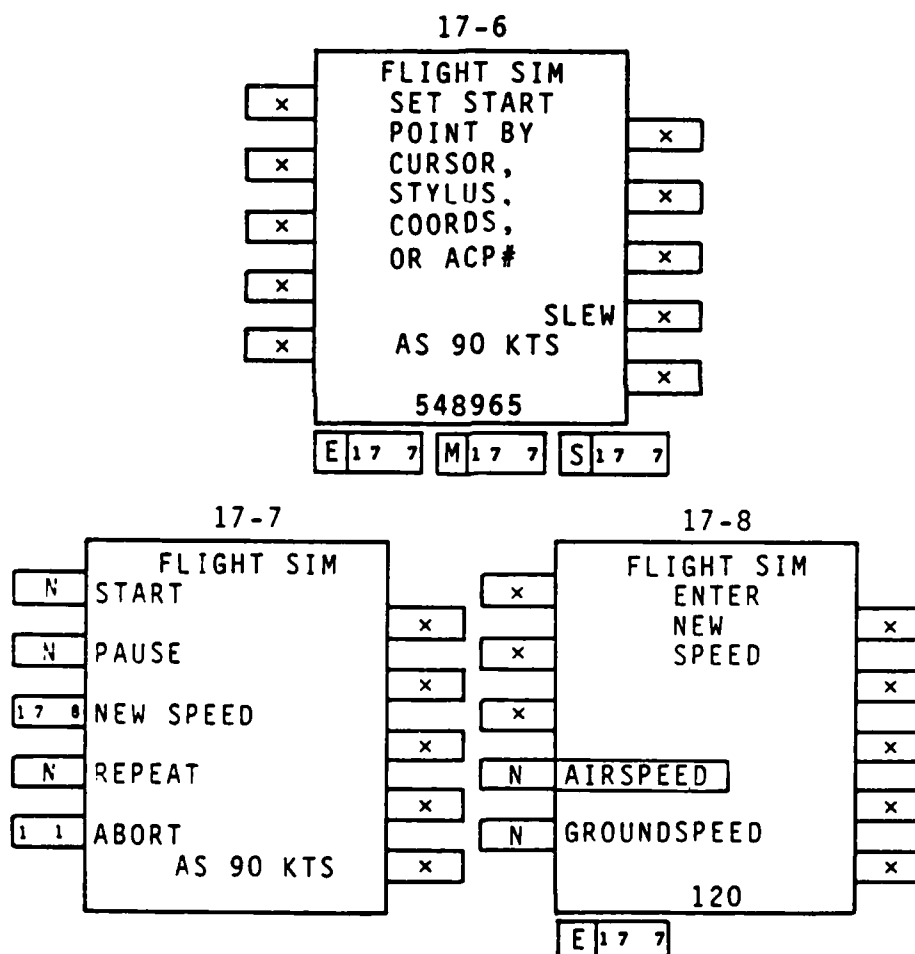 17-6
FLIGHT SIM
× SET START
POINT BY ×
× CURSOR,
STYLUS, ×
× COORDS,
OR ACP# ×
×
SLEW ×
× AS 90 KTS
×
548965
E 17 7 M 17 7 S 17 7
17-7
FLIGHT SIM
N START
×
N PAUSE
×
17 8 NEW SPEED
×
N REPEAT
×
1 1 ABORT
AS 90 KTS ×
17-8
FLIGHT SIM
× ENTER
NEW ×
× SPEED
×
×
×
N AIRSPEED
×
N GROUNDSPEED
×
120
E 17 7